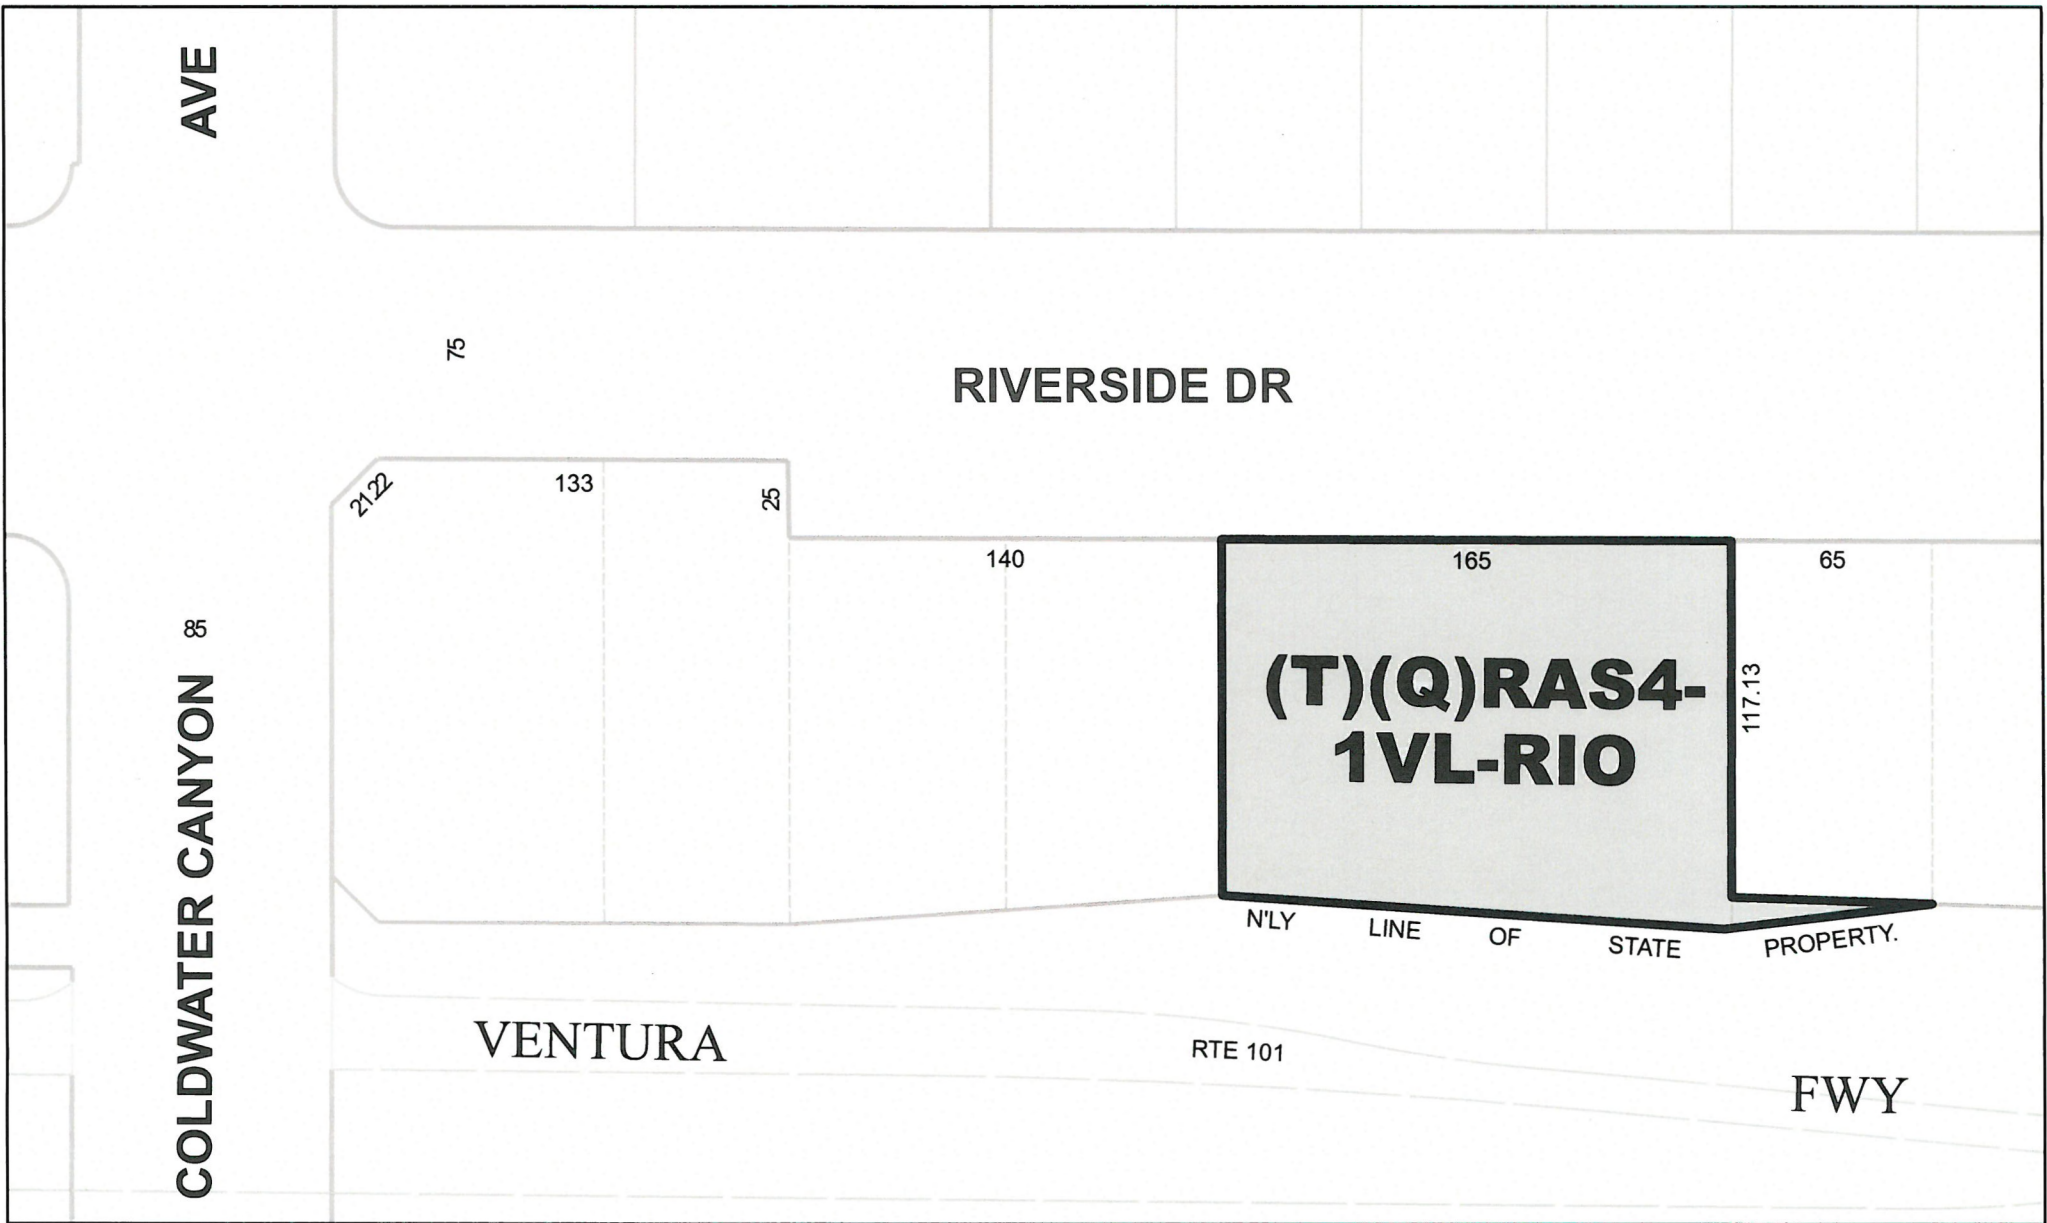 AVE
75
RIVERSIDE DR
21.22
133
25
140
165
65
85
(T)(Q)RAS4-
1VL-RIO
117.13
COLDWATER CANYON
N'LY LINE OF STATE PROPERTY.
VENTURA
RTE 101
FWY